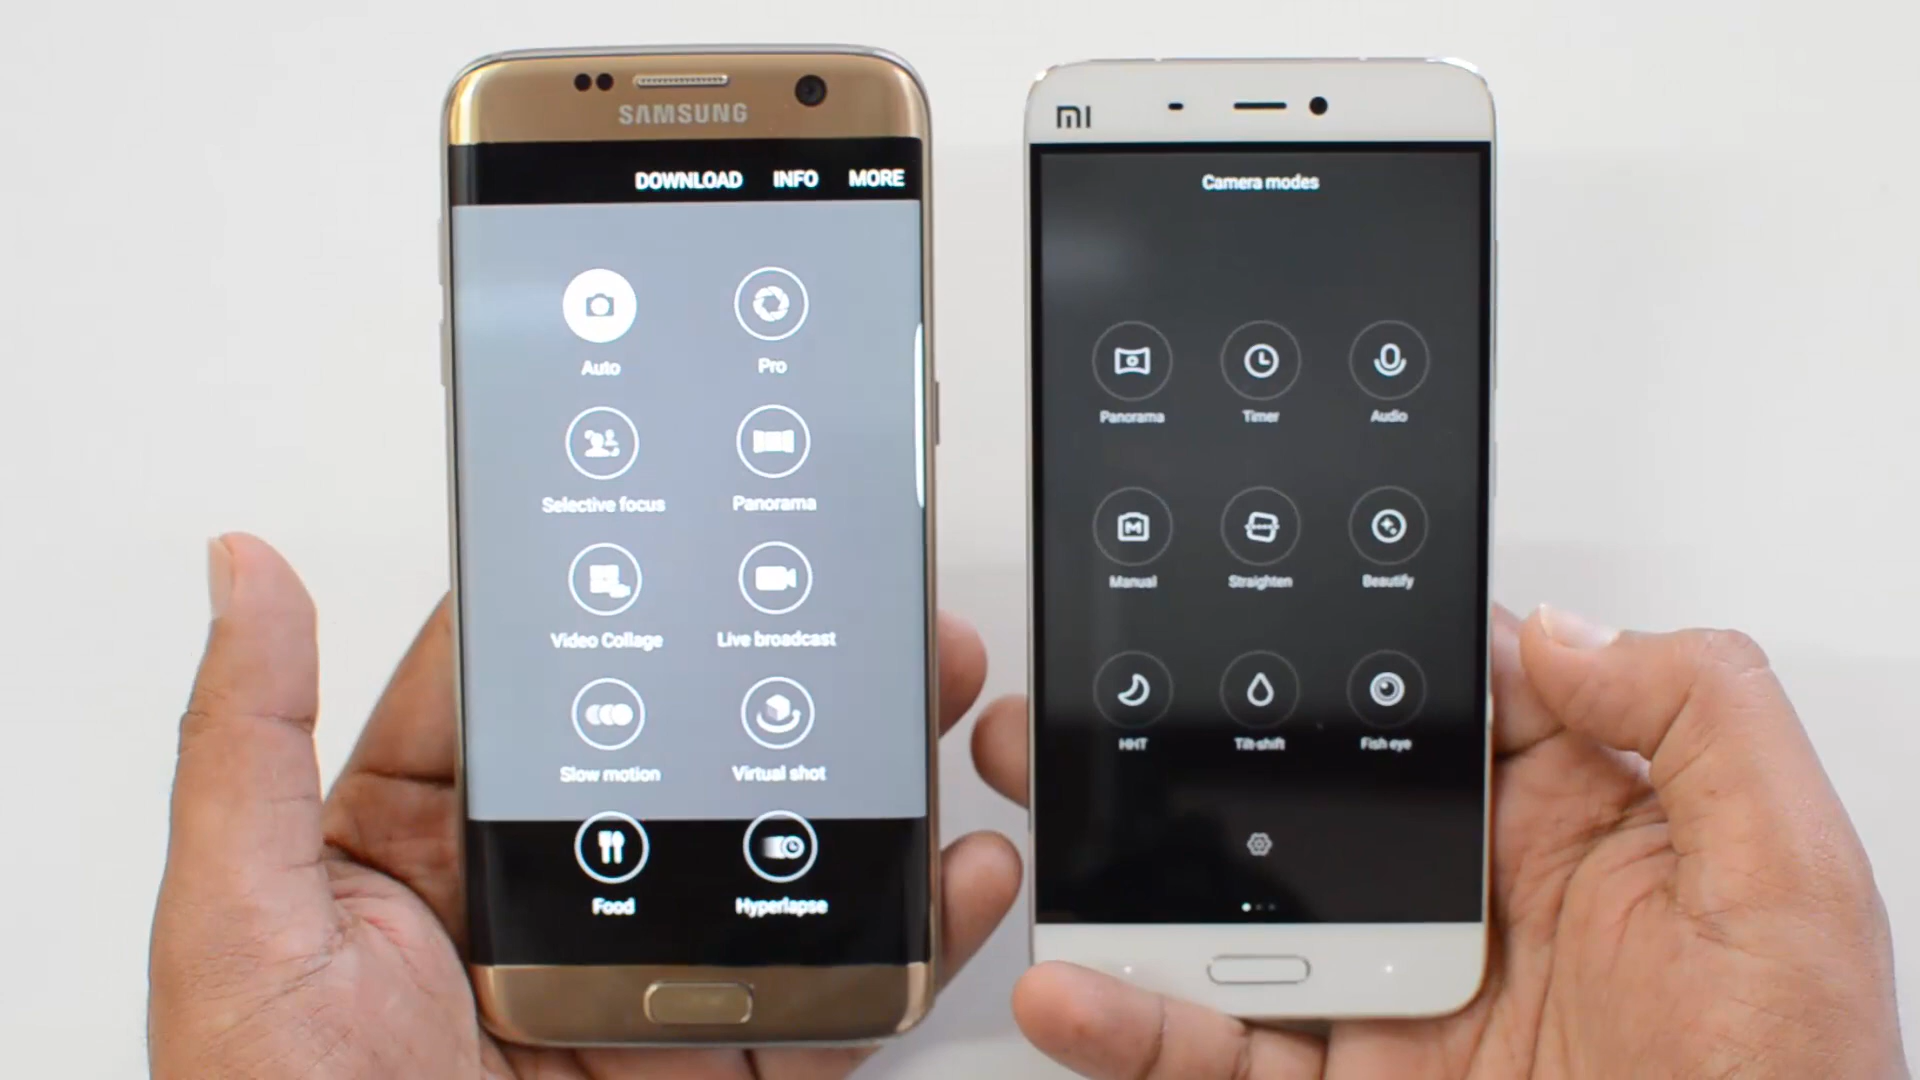 SAMSUNG
DOWNLOAD INFO MORE
Auto Pro
Selective focus Panorama
Video Collage Live broadcast
Slow motion Virtual shot
Food Hyperlapse
MI
Camera modes
Panorama Timer Audio
M
Manual Straighten Beautify
HHT Tilt-shift Fish eye